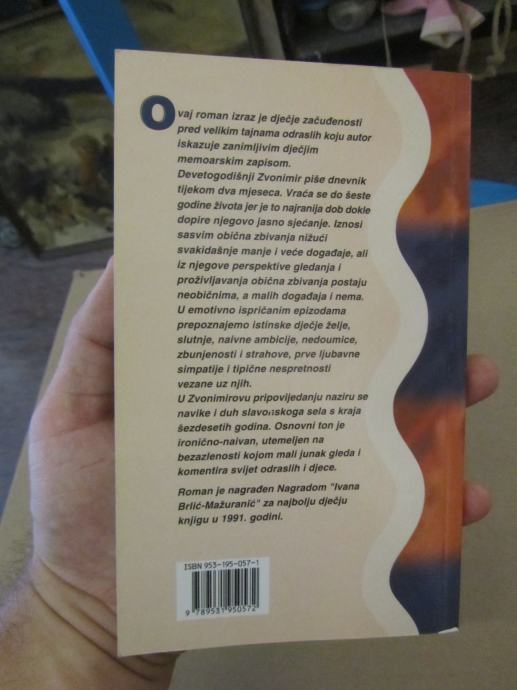 Ovaj roman izraz je dječje začuđenosti
pred velikim tajnama odraslih koju autor
iskazuje zanimljivim dječjim
memoarskim zapisom.
Devetogodišnji Zvonimir piše dnevnik
tijekom dva mjeseca. Vraća se do šeste
godine života jer je to najranija dob dokle
dopire njegovo jasno sjećanje. Iznosi
sasvim obična zbivanja nižući
svakidašnje manje i veće događaje, ali
iz njegove perspektive gledanja i
proživljavanja obična zbivanja postaju
neobičnima, a malih događaja i nema.
U emotivno ispričanim epizodama
prepoznajemo istinske dječje želje,
slutnje, naivne ambicije, nedoumice,
zbunjenosti i strahove, prve ljubavne
simpatije i tipične nespretnosti
vezane uz njih.
U Zvonimirovu pripovijedanju naziru se
navike i duh slavonskoga sela s kraja
šezdesetih godina. Osnovni ton je
ironično-naivan, utemeljen na
bezazlenosti kojom mali junak gleda i
komentira svijet odraslih i djece.
Roman je nagrađen Nagradom "Ivana
Brlić-Mažuranić" za najbolju dječju
knjigu u 1991. godini.
ISBN 953-195-057-1
9 789531 950572